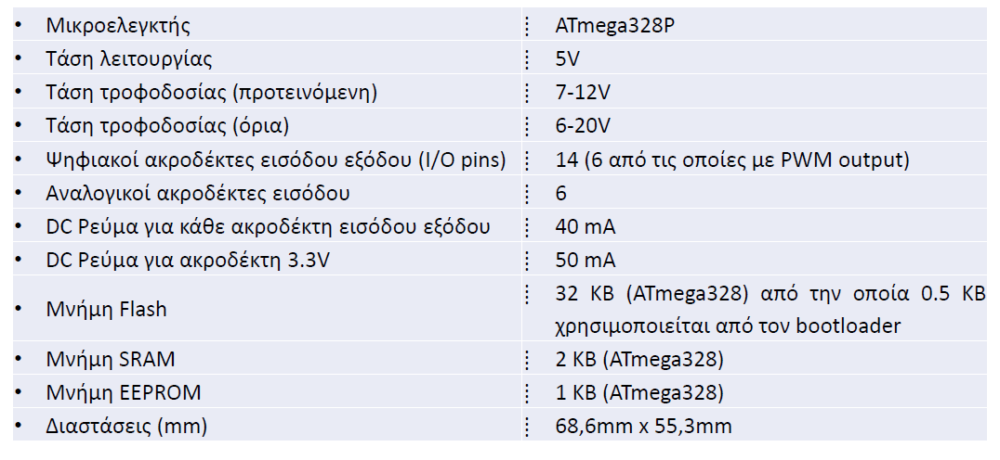 • Μικροελεγκτής ⁞ ATmega328P
• Τάση λειτουργίας ⁞ 5V
• Τάση τροφοδοσίας (προτεινόμενη) ⁞ 7-12V
• Τάση τροφοδοσίας (όρια) ⁞ 6-20V
• Ψηφιακοί ακροδέκτες εισόδου εξόδου (I/O pins) ⁞ 14 (6 από τις οποίες με PWM output)
• Αναλογικοί ακροδέκτες εισόδου ⁞ 6
• DC Ρεύμα για κάθε ακροδέκτη εισόδου εξόδου ⁞ 40 mA
• DC Ρεύμα για ακροδέκτη 3.3V ⁞ 50 mA
• Μνήμη Flash ⁞ 32 KB (ATmega328) από την οποία 0.5 KB
χρησιμοποιείται από τον bootloader
• Μνήμη SRAM ⁞ 2 KB (ATmega328)
• Μνήμη EEPROM ⁞ 1 KB (ATmega328)
• Διαστάσεις (mm) ⁞ 68,6mm x 55,3mm